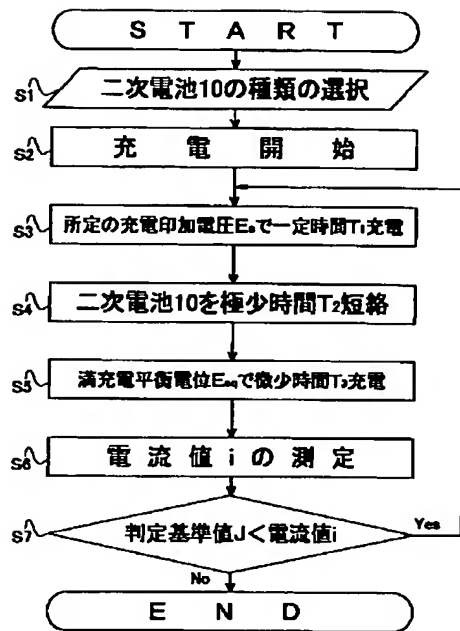 START
S1 二次電池10の種類の選択
S2 充電開始
S3 所定の充電印加電圧Esで一定時間T1充電
S4 二次電池10を極少時間T2短絡
S5 満充電平衡電位Eeqで微少時間T3充電
S6 電流値iの測定
S7 判定基準値J<電流値i
Yes
No
END